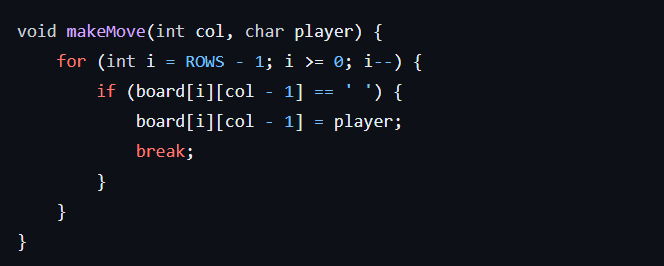 void makeMove(int col, char player) {
    for (int i = ROWS - 1; i >= 0; i--) {
        if (board[i][col - 1] == ' ') {
            board[i][col - 1] = player;
            break;
        }
    }
}